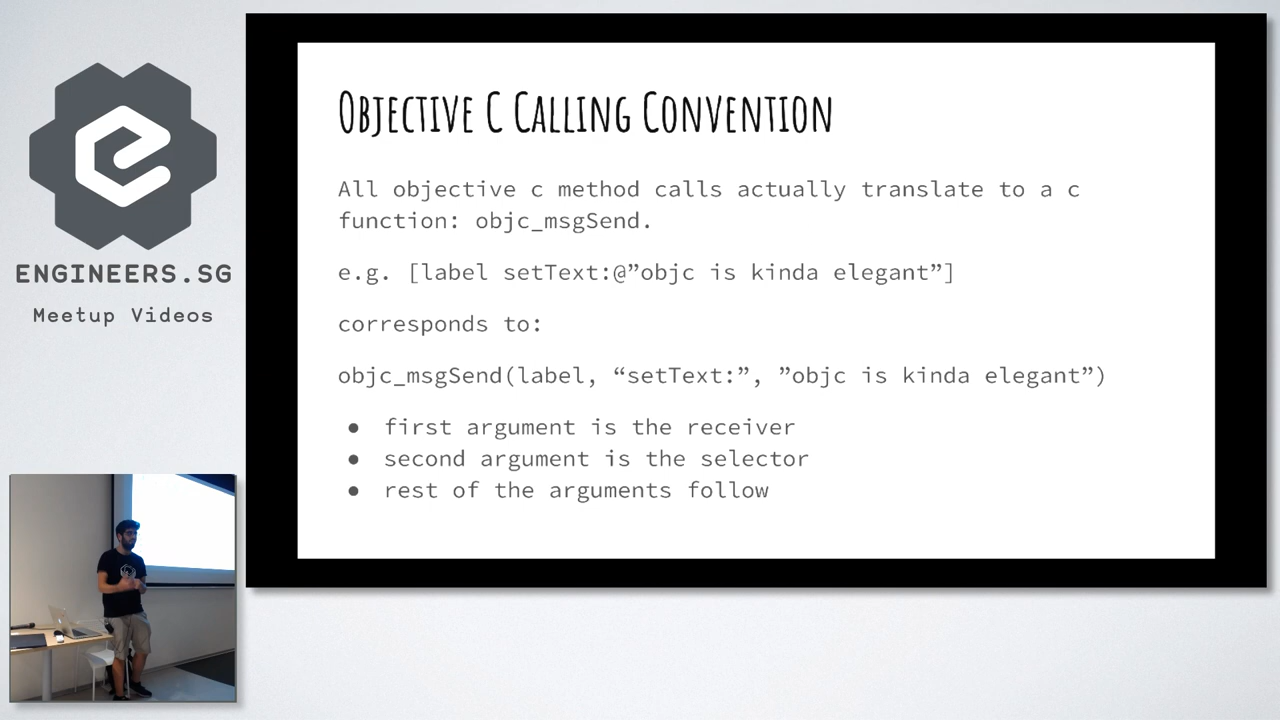 ENGINEERS.SG
Meetup Videos
OBJECTIVE C CALLING CONVENTION
All objective c method calls actually translate to a c
function: objc_msgSend.
e.g. [label setText:@”objc is kinda elegant”]
corresponds to:
objc_msgSend(label, “setText:”, ”objc is kinda elegant”)
● first argument is the receiver
● second argument is the selector
● rest of the arguments follow